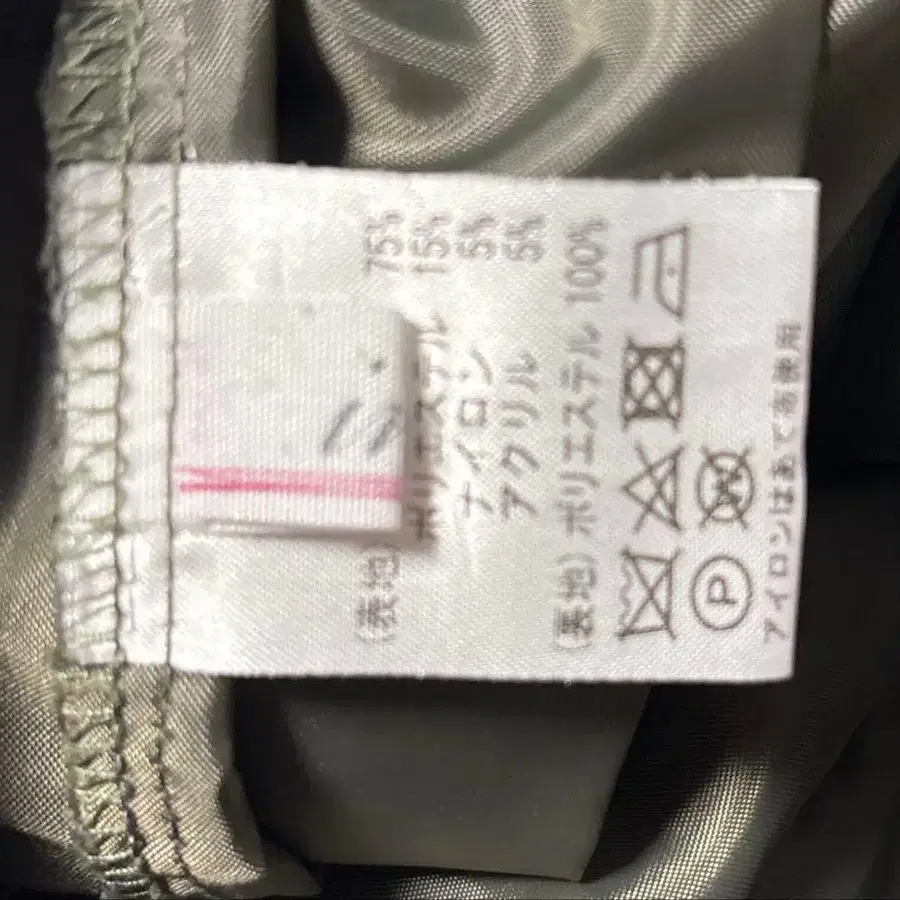 (表地) 75%
ポリエステル 15%
ナイロン 5%
アクリル 5%
(裏地) ポリエステル 100%
P
W
アイロンはあて布使用